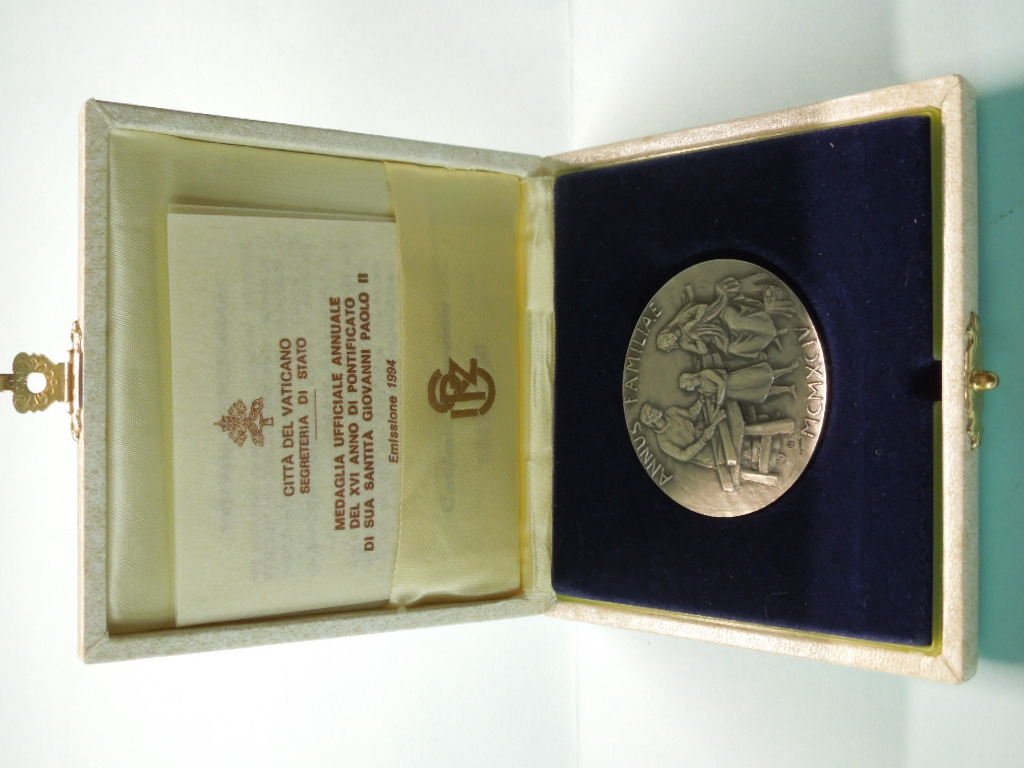 CITTÀ DEL VATICANO
SEGRETERIA DI STATO
MEDAGLIA UFFICIALE ANNUALE
DEL XVI ANNO DI PONTIFICATO
DI SUA SANTITÀ GIOVANNI PAOLO II
Emissione 1994
ANNUS FAMILIAE
MCMXCIV